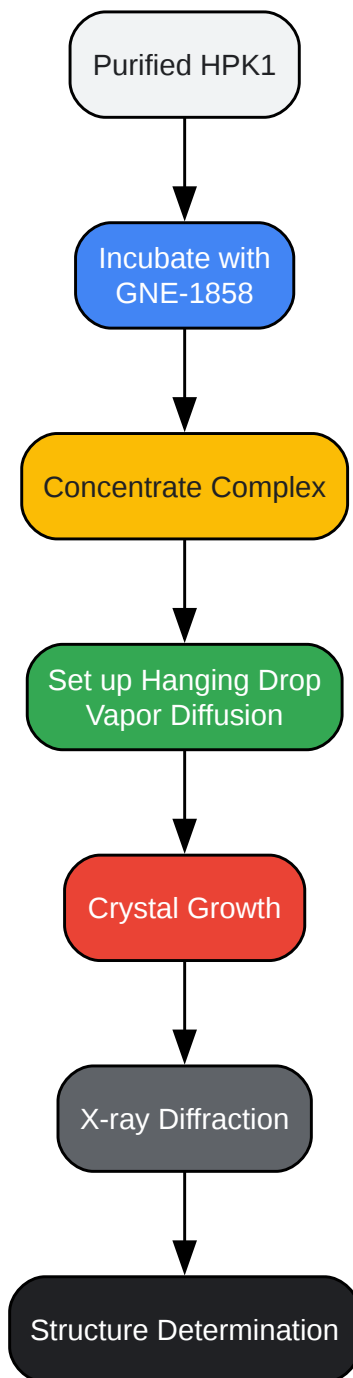 Purified HPK1
Incubate with
GNE-1858
Concentrate Complex
Set up Hanging Drop
Vapor Diffusion
Crystal Growth
X-ray Diffraction
Structure Determination